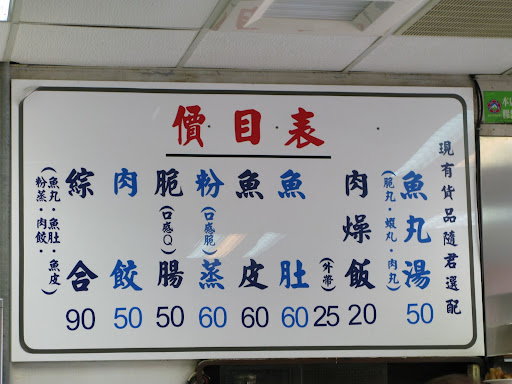 價目表
現有貨品隨君選配
魚丸湯
(脆丸·蝦丸·肉丸)
50
肉燥飯
20
(外帶)
25
魚肚
60
魚皮
60
粉蒸
(口感脆)
60
脆腸
(口感Q)
50
肉餃
50
綜合
(魚丸·魚肚·魚皮
粉蒸·肉餃·)
90